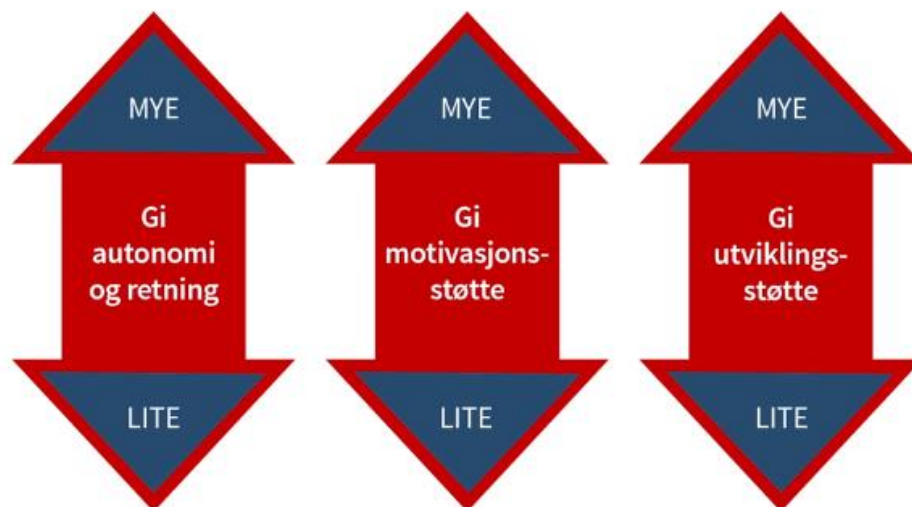 MYE
MYE
MYE
Gi
autonomi
og retning
Gi
motivasjons-
støtte
Gi
utviklings-
støtte
LITE
LITE
LITE